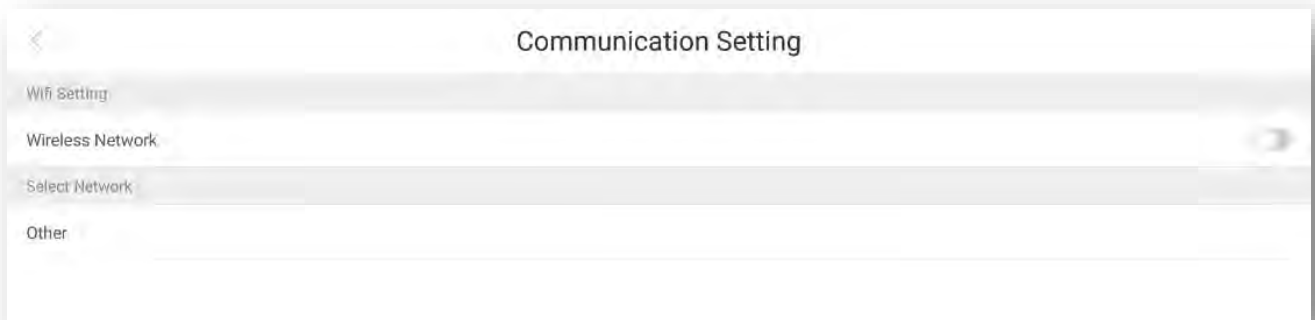 Communication Setting
Wifi Setting
Wireless Network
Select Network
Other